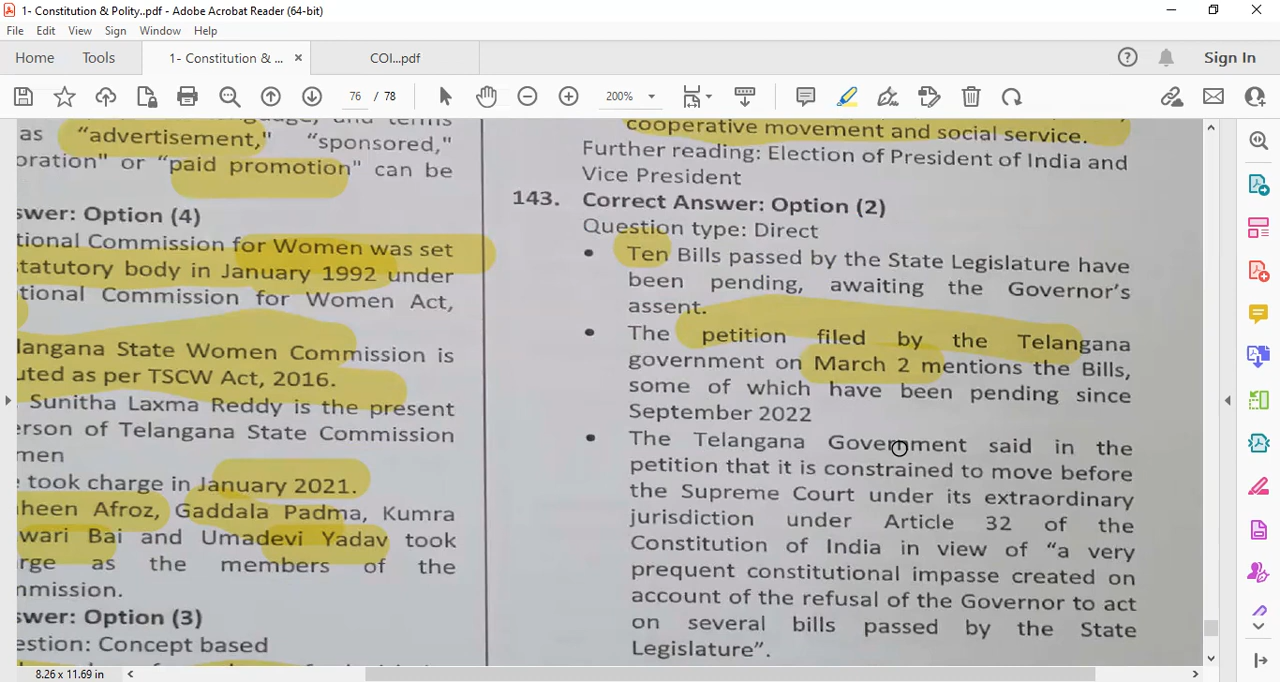 1- Constitution & Polity..pdf - Adobe Acrobat Reader (64-bit)
File Edit View Sign Window Help
Home Tools 1- Constitution & ... × COI...pdf Sign In
76 / 78 200%
and terms
as “advertisement,” “sponsored,”
oration" or “paid promotion" can be
swer: Option (4)
tional Commission for Women was set
tatutory body in January 1992 under
tional Commission for Women Act,
langana State Women Commission is
uted as per TSCW Act, 2016.
Sunitha Laxma Reddy is the present
erson of Telangana State Commission
men
took charge in January 2021.
heen Afroz, Gaddala Padma, Kumra
wari Bai and Umadevi Yadav took
rge as the members of the
mmission.
swer: Option (3)
estion: Concept based
cooperative movement and social service.
Further reading: Election of President of India and
Vice President
143. Correct Answer: Option (2)
Question type: Direct
• Ten Bills passed by the State Legislature have
been pending, awaiting the Governor’s
assent.
• The petition filed by the Telangana
government on March 2 mentions the Bills,
some of which have been pending since
September 2022
• The Telangana Government said in the
petition that it is constrained to move before
the Supreme Court under its extraordinary
jurisdiction under Article 32 of the
Constitution of India in view of “a very
prequent constitutional impasse created on
account of the refusal of the Governor to act
on several bills passed by the State
Legislature”.
8.26 x 11.69 in